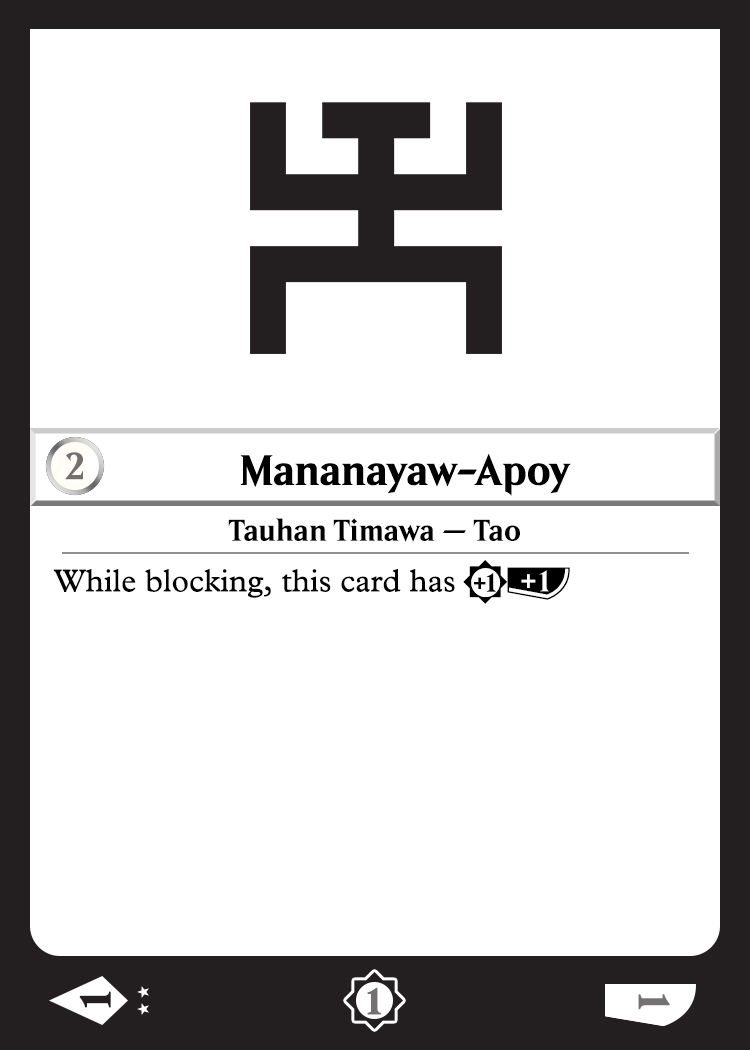 2
Mananayaw-Apoy
Tauhan Timawa — Tao
While blocking, this card has +1 +1
1 1 1